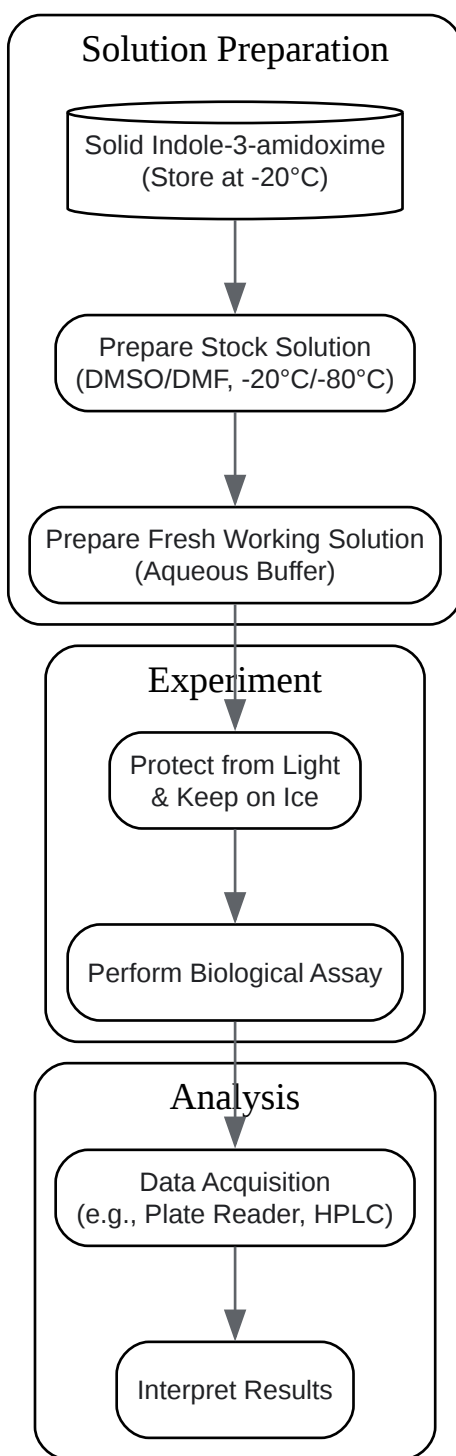 Solution Preparation
Solid Indole-3-amidoxime
(Store at -20°C)
Prepare Stock Solution
(DMSO/DMF, -20°C/-80°C)
Prepare Fresh Working Solution
(Aqueous Buffer)
Experiment
Protect from Light
& Keep on Ice
Perform Biological Assay
Analysis
Data Acquisition
(e.g., Plate Reader, HPLC)
Interpret Results